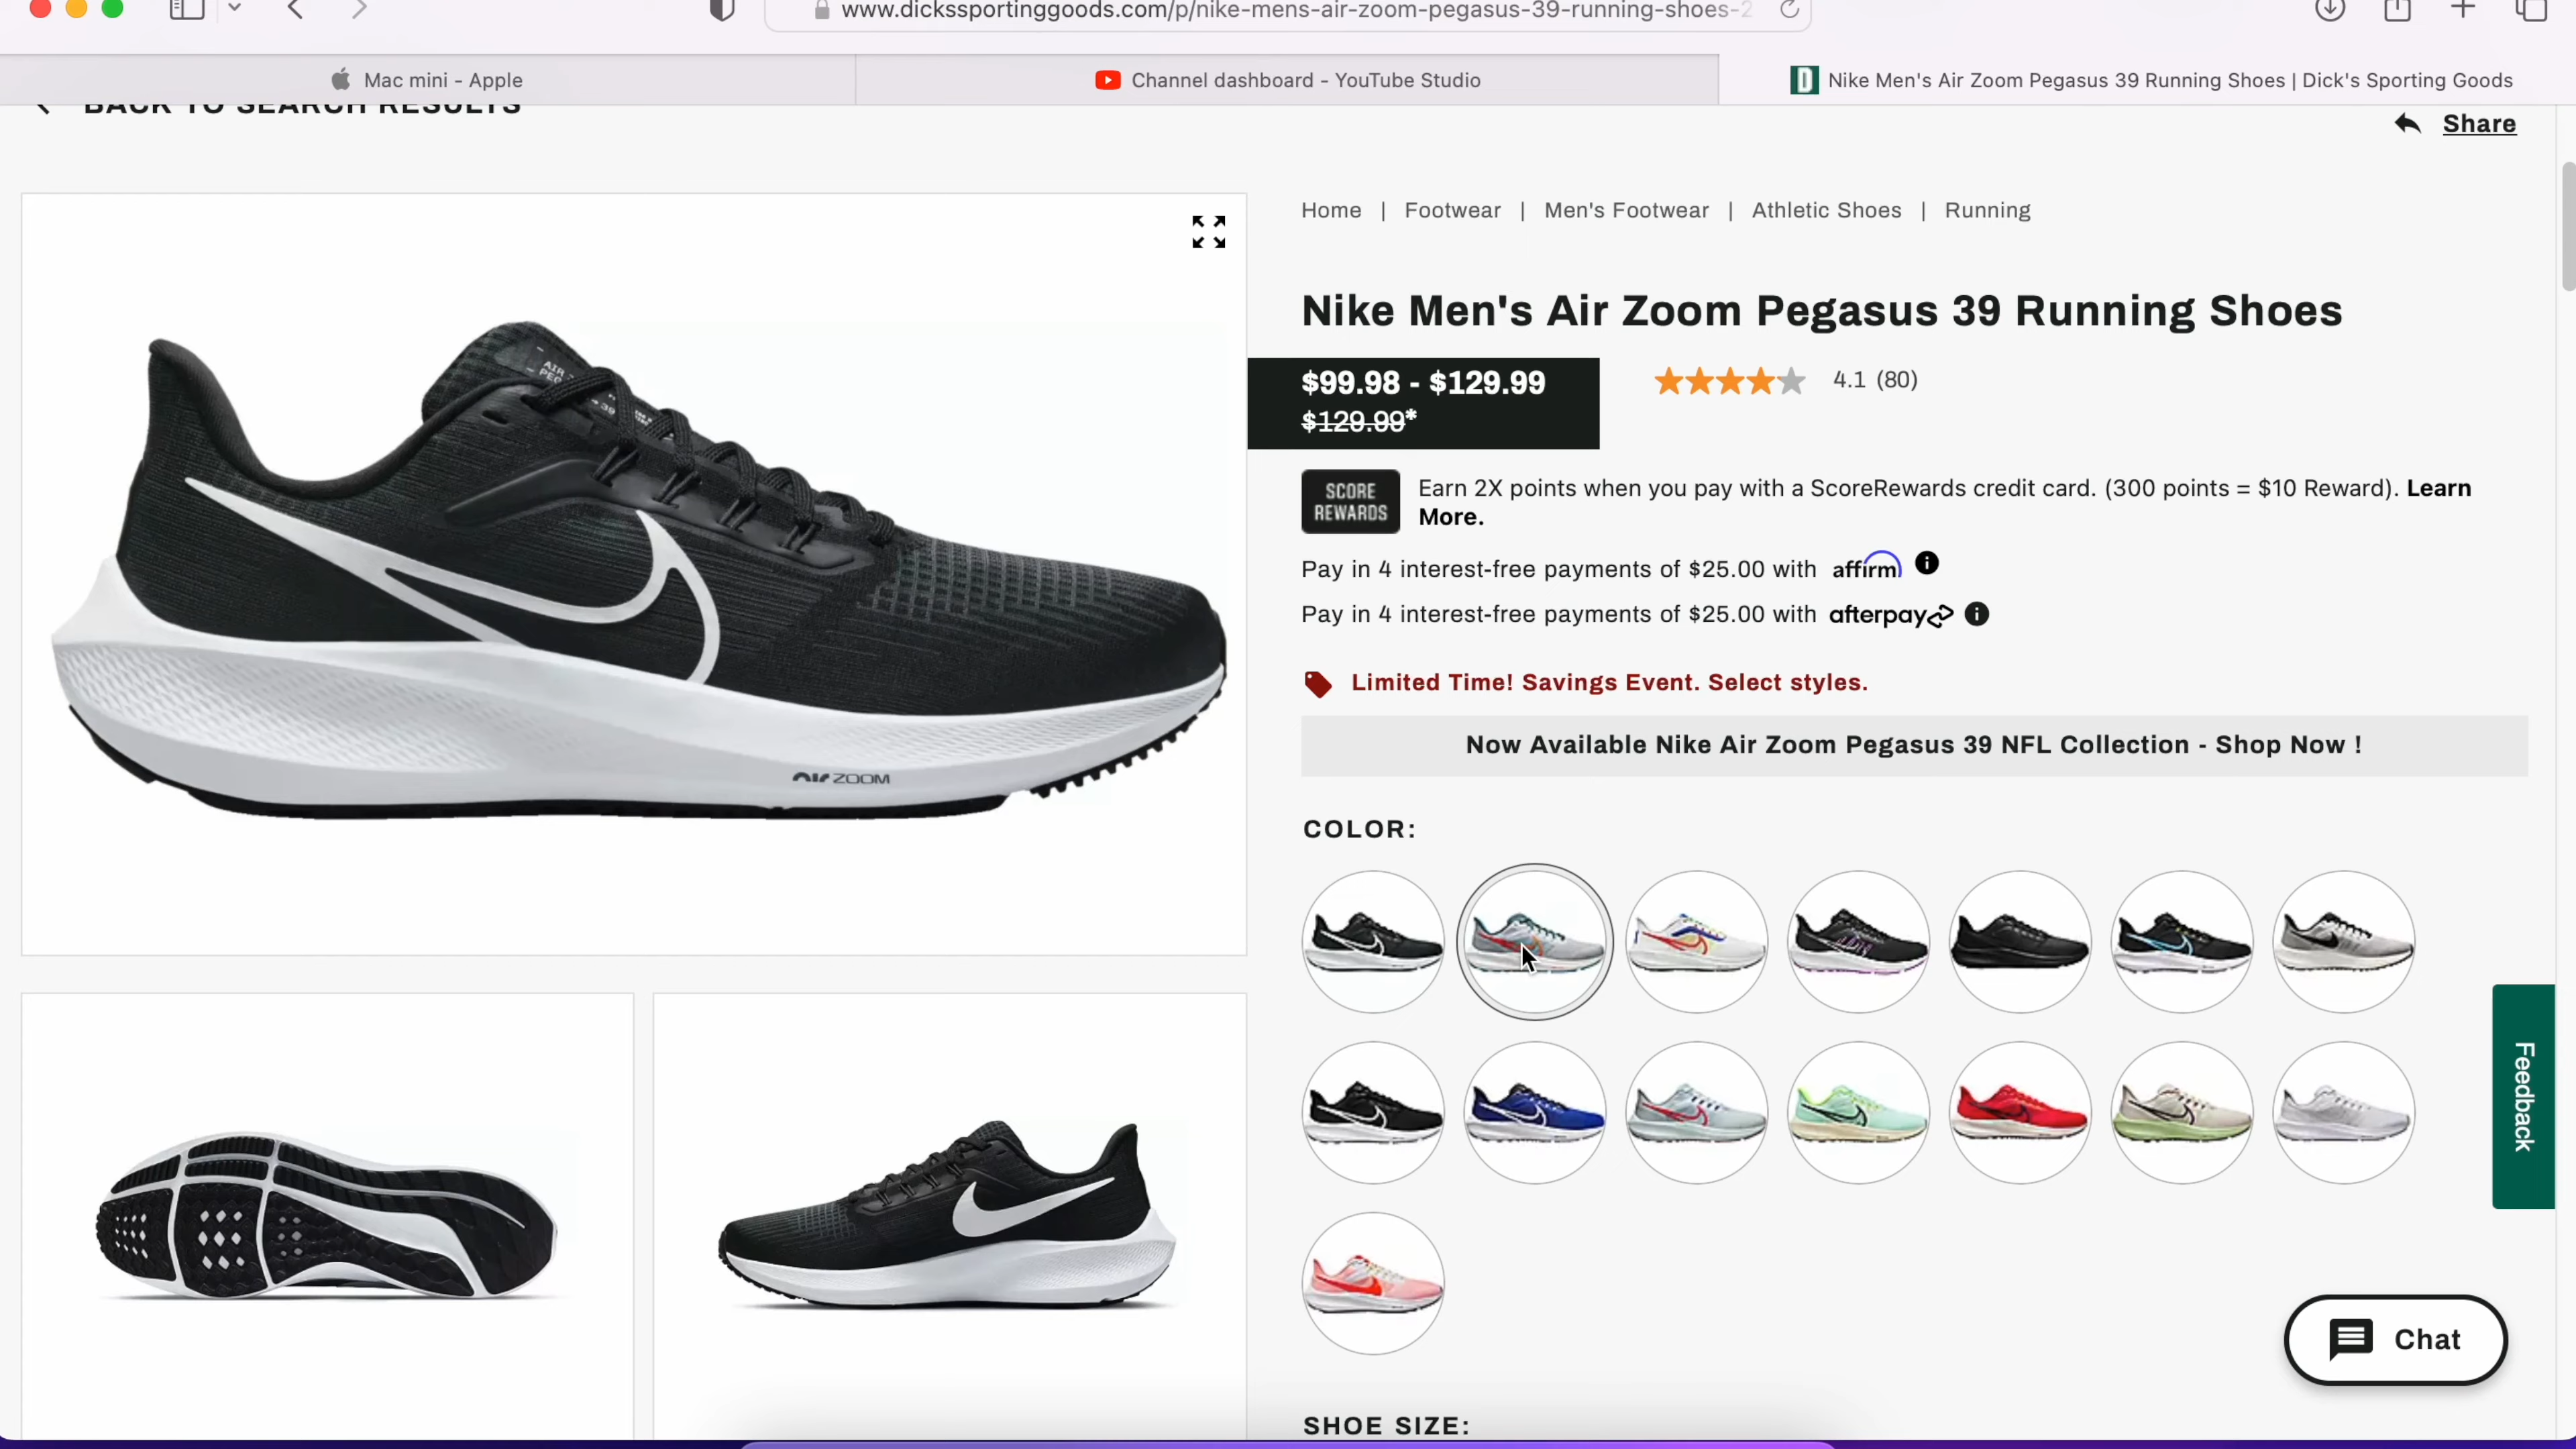 www.dickssportinggoods.com/p/nike-mens-air-zoom-pegasus-39-running-shoes-2
Mac mini - Apple
Channel dashboard - YouTube Studio
Nike Men's Air Zoom Pegasus 39 Running Shoes | Dick's Sporting Goods
BACK TO SEARCH RESULTS
Share
Home | Footwear | Men's Footwear | Athletic Shoes | Running
Nike Men's Air Zoom Pegasus 39 Running Shoes
$99.98 - $129.99
$129.99*
4.1 (80)
SCORE REWARDS
Earn 2X points when you pay with a ScoreRewards credit card. (300 points = $10 Reward). Learn
More.
Pay in 4 interest-free payments of $25.00 with affirm
Pay in 4 interest-free payments of $25.00 with afterpay
Limited Time! Savings Event. Select styles.
Now Available Nike Air Zoom Pegasus 39 NFL Collection - Shop Now !
AIR ZOOM
COLOR:
Feedback
Chat
SHOE SIZE: